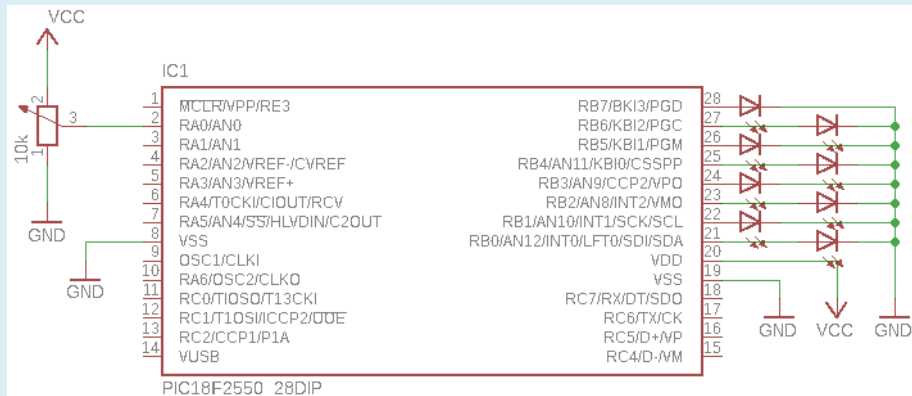 VCC
IC1
2
3
10k
1
GND
GND
1 MCLR/VPP/RE3
2 RA0/AN0
3 RA1/AN1
4 RA2/AN2/VREF-/CVREF
5 RA3/AN3/VREF+
6 RA4/T0CKI/CIOUT/RCV
7 RA5/AN4/SS/HLVDIN/C2OUT
8 VSS
9 OSC1/CLKI
10 RA6/OSC2/CLKO
11 RC0/TIOSO/T13CKI
12 RC1/T1OSI/ICCP2/UOE
13 RC2/CCP1/P1A
14 VUSB
RB7/BKI3/PGD 28
RB6/KBI2/PGC 27
RB5/KBI1/PGM 26
RB4/AN11/KBI0/CSSPP 25
RB3/AN9/CCP2/VPO 24
RB2/AN8/INT2/VMO 23
RB1/AN10/INT1/SCK/SCL 22
RB0/AN12/INT0/LFT0/SDI/SDA 21
VDD 20
VSS 19
RC7/RX/DT/SDO 18
RC6/TX/CK 17
RC5/D+/VP 16
RC4/D-/VM 15
GND
VCC
GND
PIC18F2550_28DIP